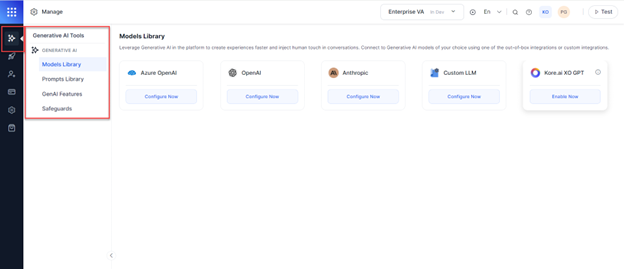 Manage
Enterprise VA In Dev
En
KO
PG
Test
Generative AI Tools
GENERATIVE AI
Models Library
Prompts Library
GenAI Features
Safeguards
Models Library
Leverage Generative AI in the platform to create experiences faster and inject human touch in conversations. Connect to Generative AI models of your choice using one of the out-of-box integrations or custom integrations.
Azure OpenAI
Configure Now
OpenAI
Configure Now
Anthropic
Configure Now
Custom LLM
Configure Now
Kore.ai XO GPT
Enable Now